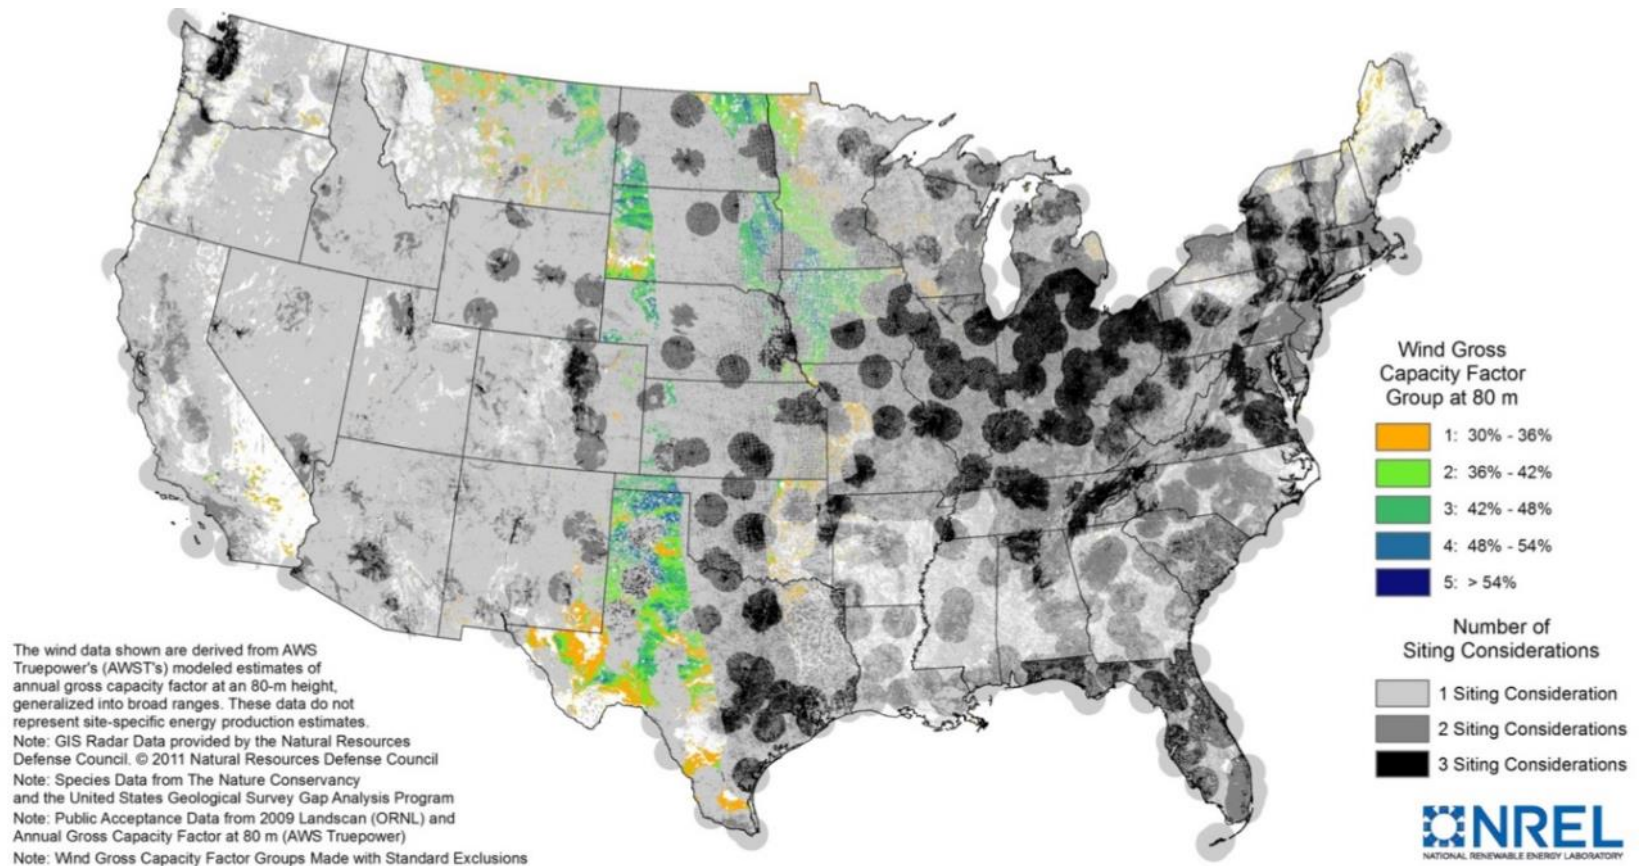 Wind Gross
Capacity Factor
Group at 80 m
1: 30% - 36%
2: 36% - 42%
3: 42% - 48%
4: 48% - 54%
5: > 54%
Number of
Siting Considerations
1 Siting Consideration
2 Siting Considerations
3 Siting Considerations
The wind data shown are derived from AWS
Truepower's (AWST's) modeled estimates of
annual gross capacity factor at an 80-m height,
generalized into broad ranges. These data do not
represent site-specific energy production estimates.
Note: GIS Radar Data provided by the Natural Resources
Defense Council. © 2011 Natural Resources Defense Council
Note: Species Data from The Nature Conservancy
and the United States Geological Survey Gap Analysis Program
Note: Public Acceptance Data from 2009 Landscan (ORNL) and
Annual Gross Capacity Factor at 80 m (AWS Truepower)
Note: Wind Gross Capacity Factor Groups Made with Standard Exclusions
NREL
NATIONAL RENEWABLE ENERGY LABORATORY